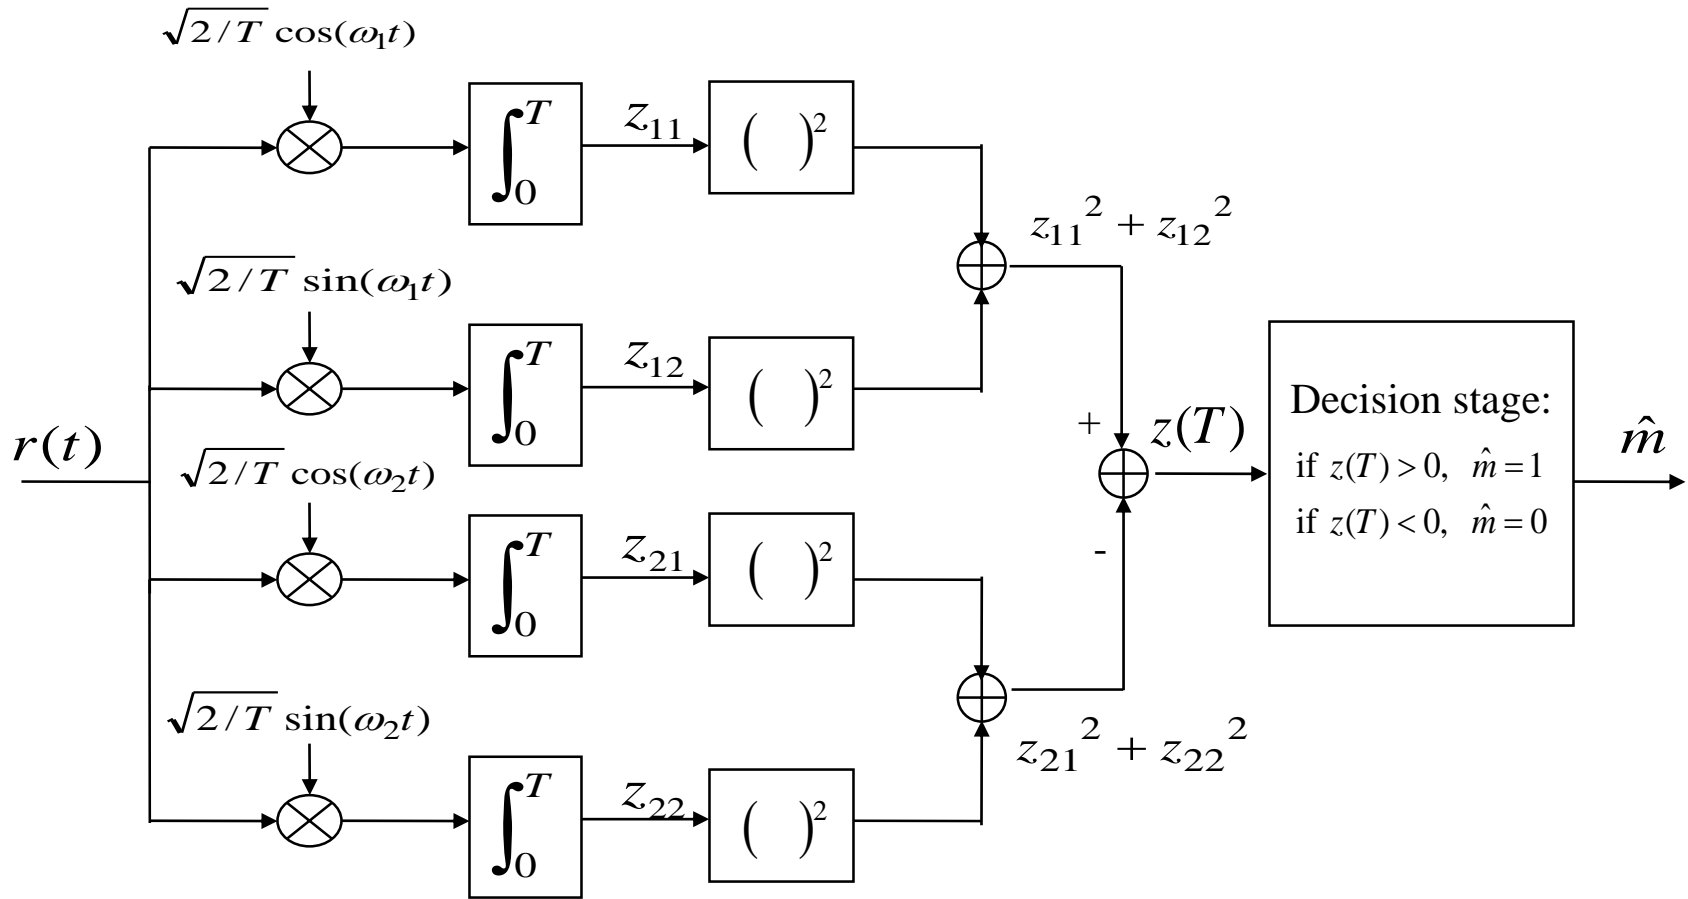 √2/T cos(ω₁t)
∫₀ᵀ
z₁₁
( )²
z₁₁² + z₁₂²
√2/T sin(ω₁t)
∫₀ᵀ
z₁₂
( )²
r(t)
√2/T cos(ω₂t)
∫₀ᵀ
z₂₁
( )²
+
-
z(T)
Decision stage:
if z(T) > 0, m̂ = 1
if z(T) < 0, m̂ = 0
m̂
√2/T sin(ω₂t)
∫₀ᵀ
z₂₂
( )²
z₂₁² + z₂₂²